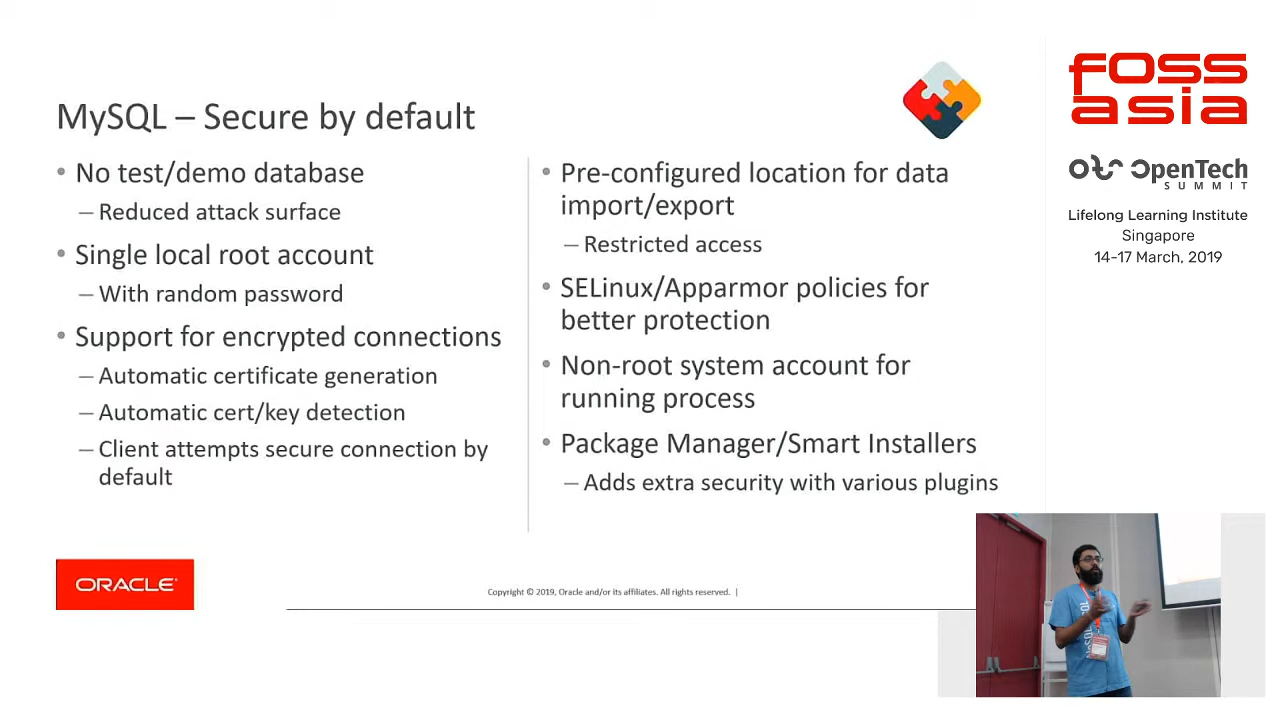 MySQL – Secure by default
• No test/demo database
– Reduced attack surface
• Single local root account
– With random password
• Support for encrypted connections
– Automatic certificate generation
– Automatic cert/key detection
– Client attempts secure connection by
default
• Pre-configured location for data
import/export
– Restricted access
• SELinux/Apparmor policies for
better protection
• Non-root system account for
running process
• Package Manager/Smart Installers
– Adds extra security with various plugins
ORACLE®
Copyright © 2019, Oracle and/or its affiliates. All rights reserved. |
FOSS
asia
OpenTech
SUMMIT
Lifelong Learning Institute
Singapore
14-17 March, 2019
MySQL